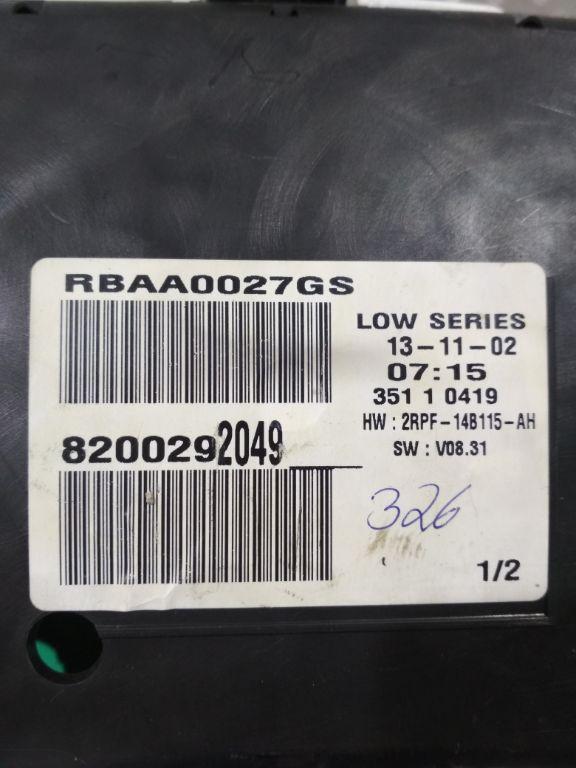 RBAA0027GS
LOW SERIES
13-11-02
07:15
351 1 0419
HW : 2RPF-14B115-AH
SW : V08.31
8200292049
326
1/2